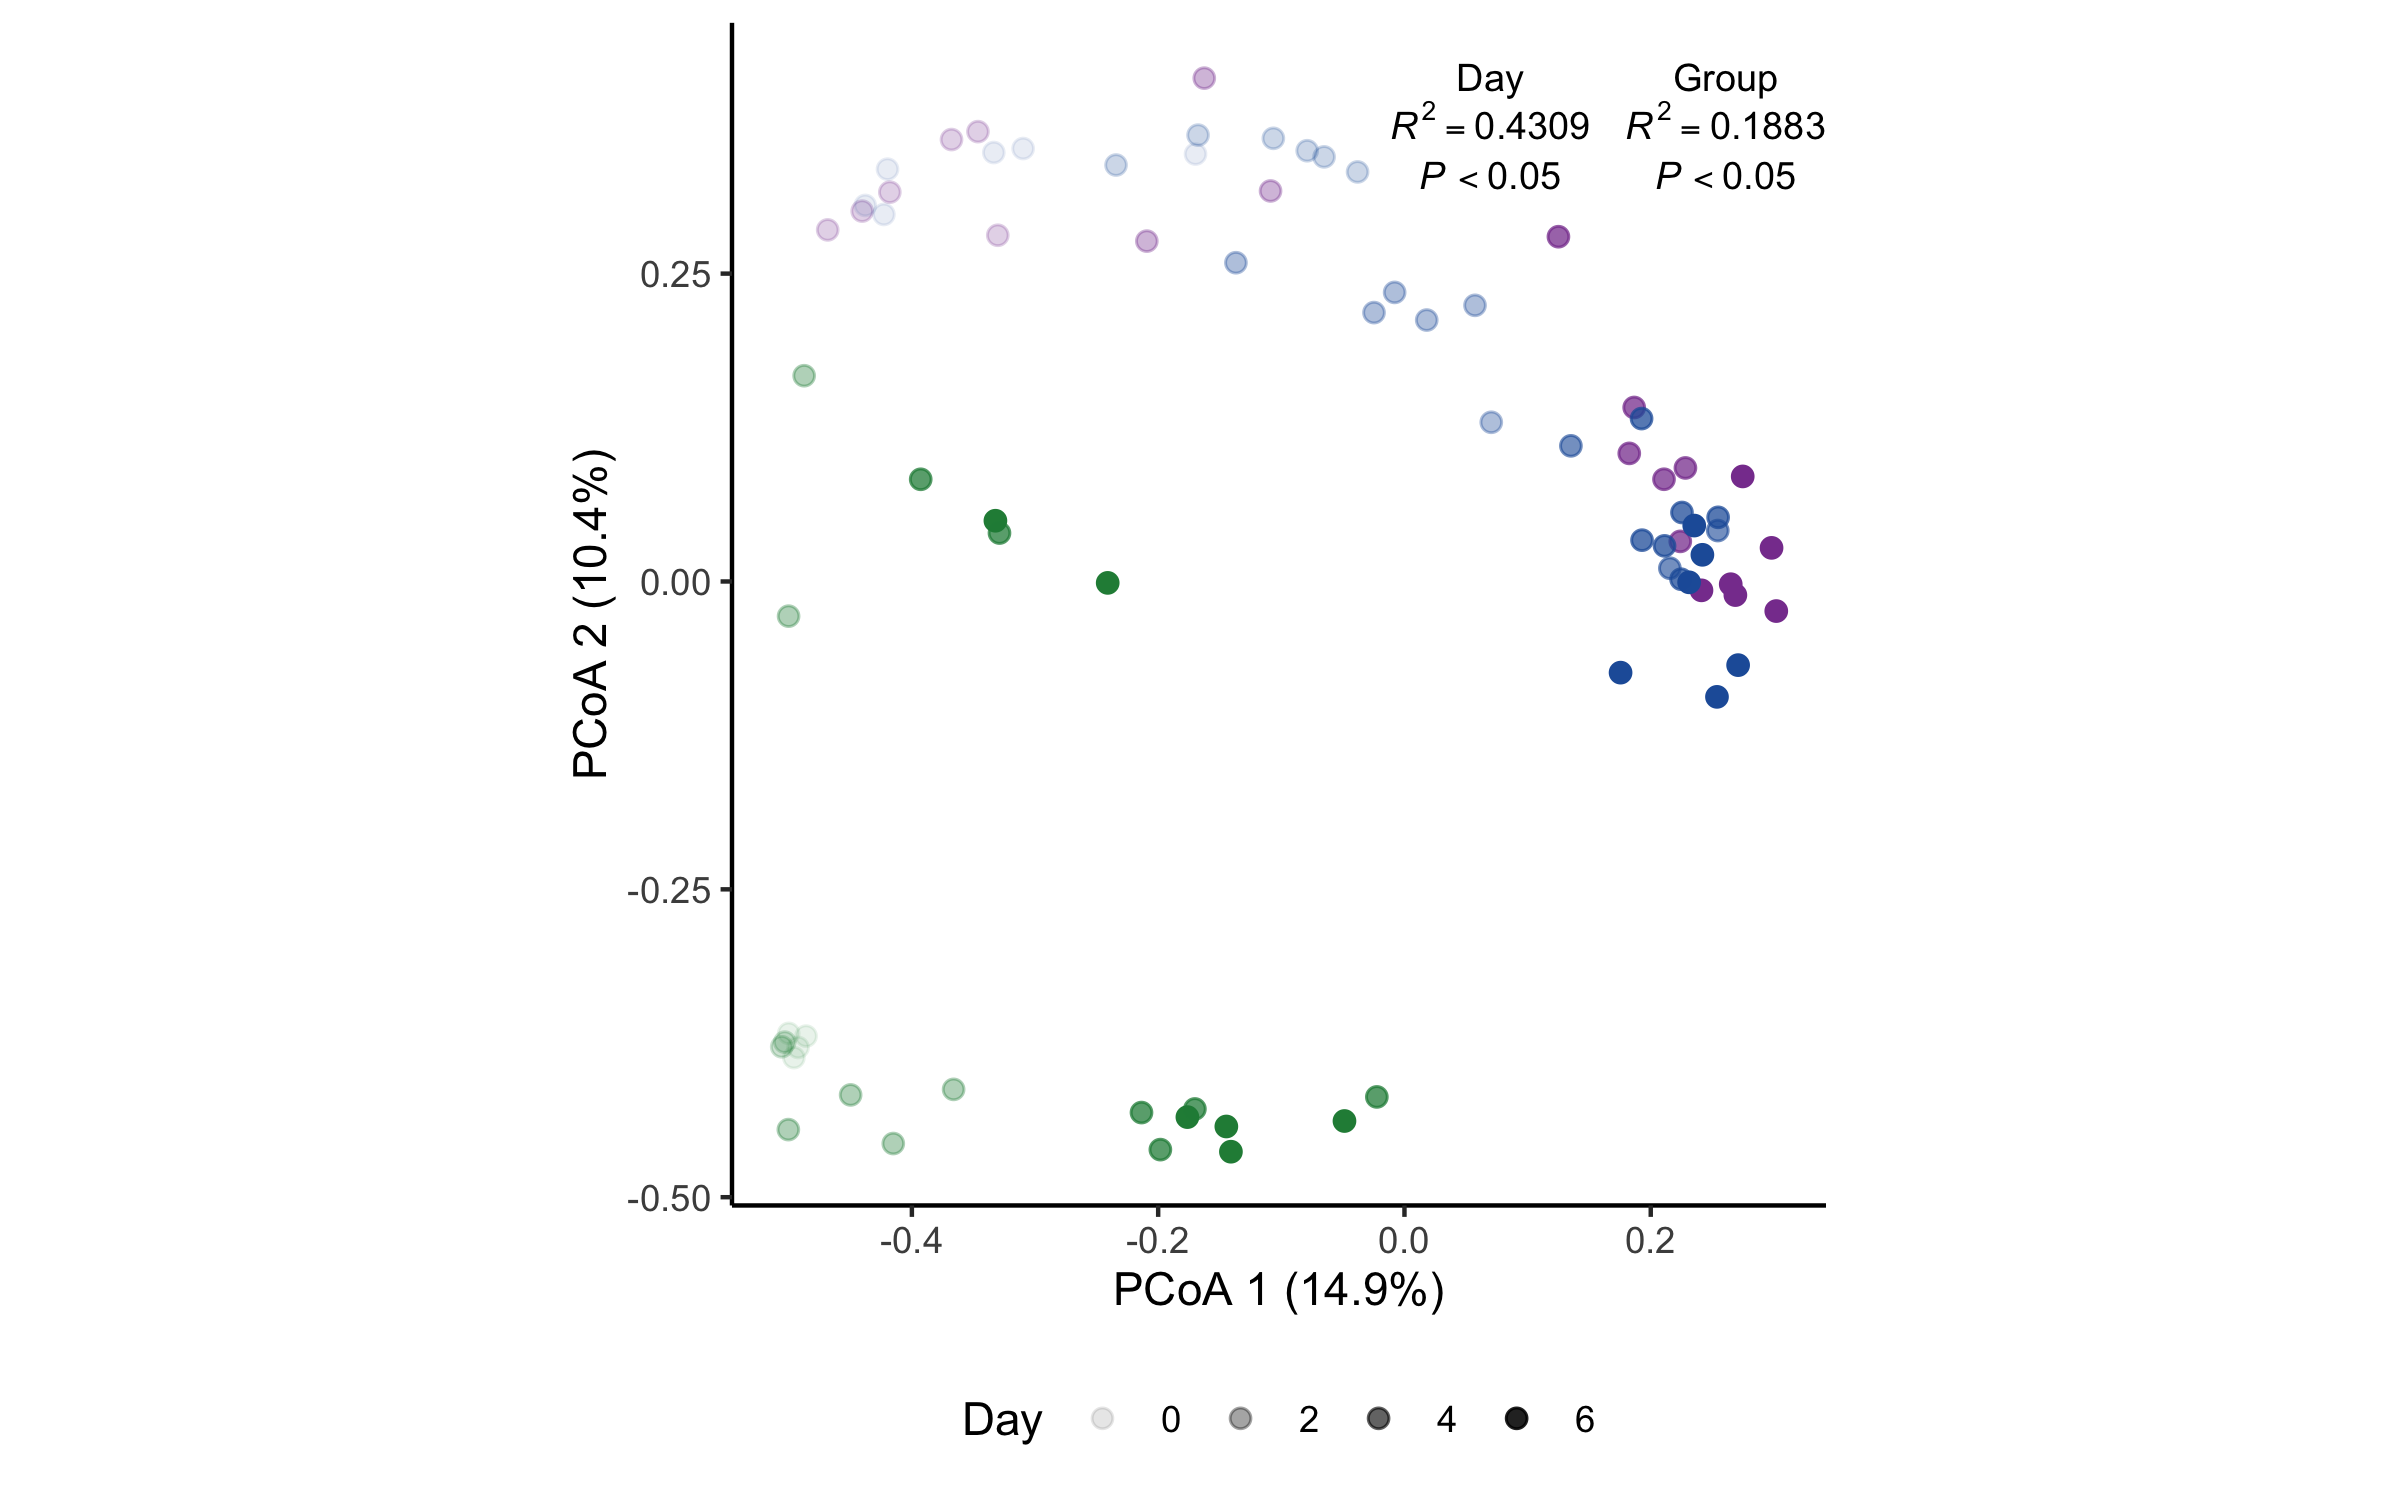 Day Group
R² = 0.4309 R² = 0.1883
P < 0.05 P < 0.05
0.25
0.00
-0.25
-0.50
PCoA 2 (10.4%)
-0.4 -0.2 0.0 0.2
PCoA 1 (14.9%)
Day 0 2 4 6